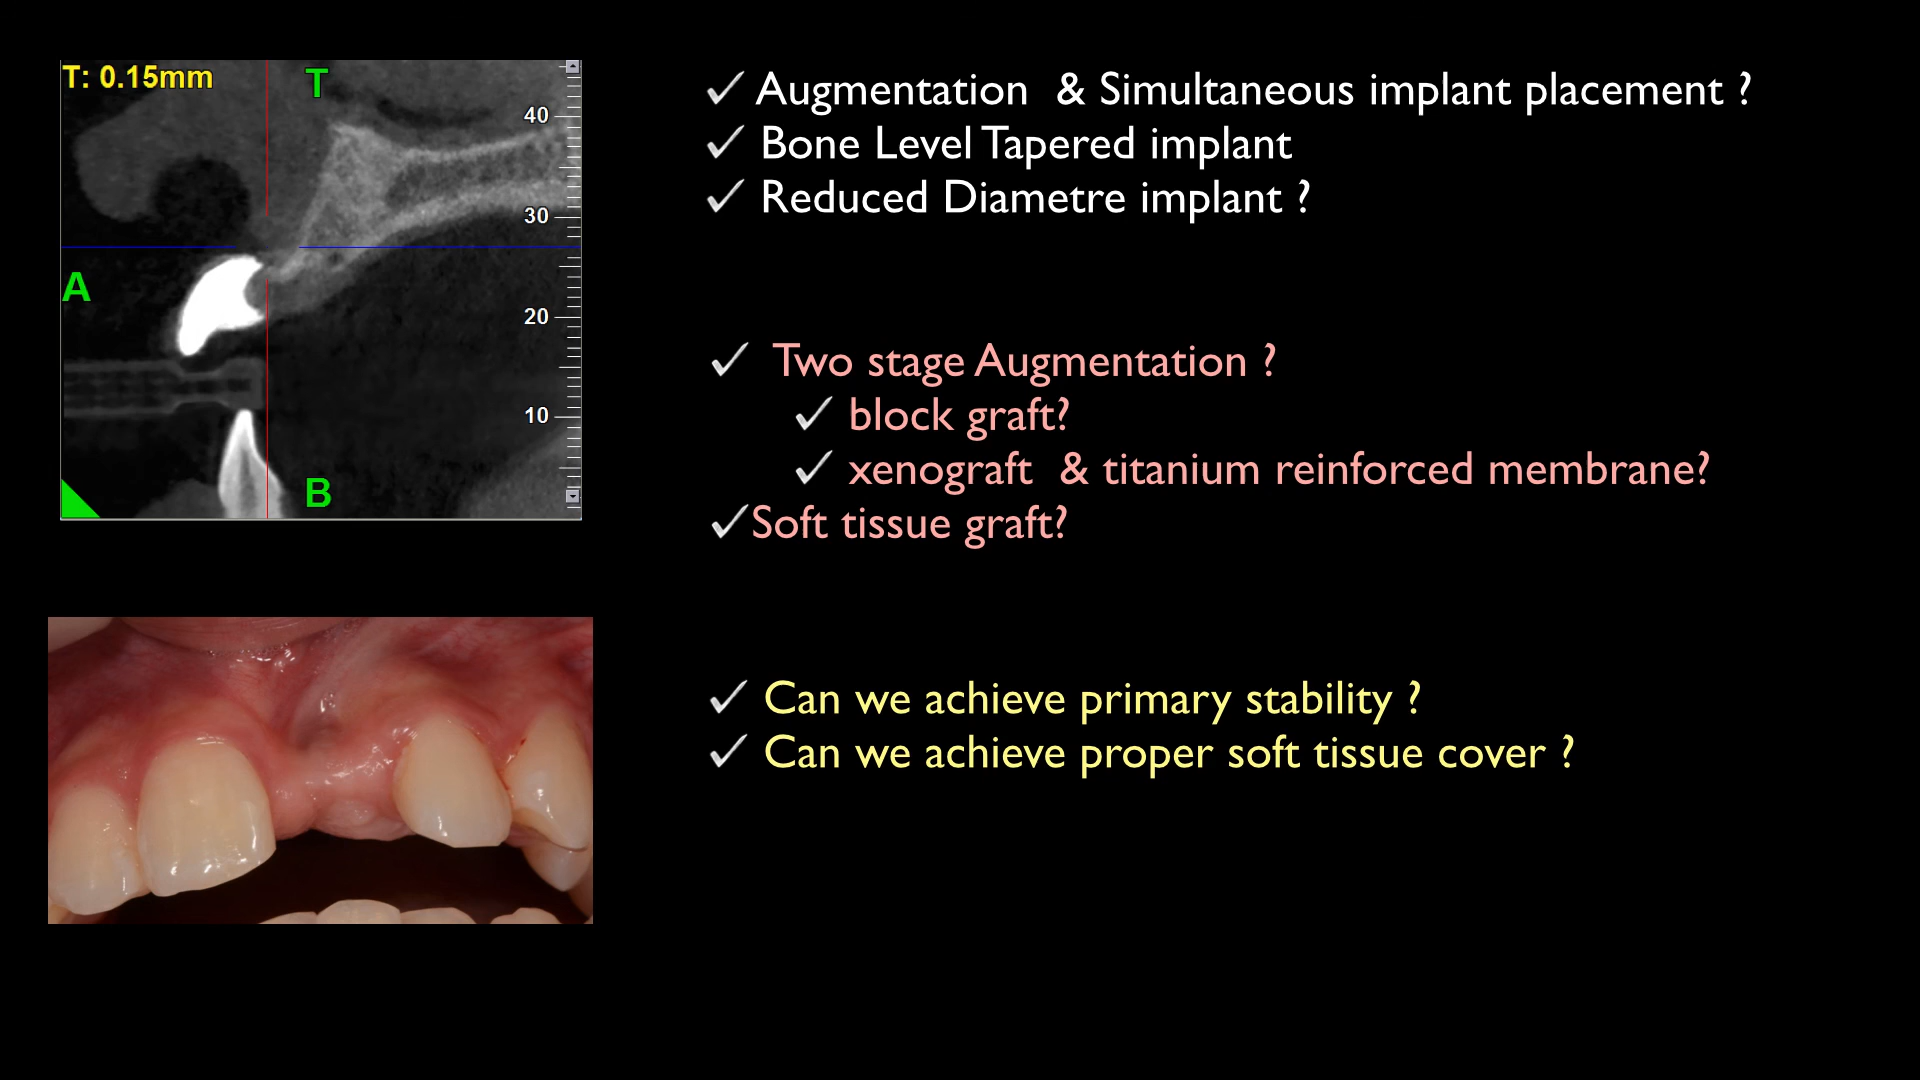 T: 0.15mm
T
40
30
A
20
10
B
✓ Augmentation & Simultaneous implant placement ?
✓ Bone Level Tapered implant
✓ Reduced Diametre implant ?
✓ Two stage Augmentation ?
✓ block graft?
✓ xenograft & titanium reinforced membrane?
✓Soft tissue graft?
✓ Can we achieve primary stability ?
✓ Can we achieve proper soft tissue cover ?